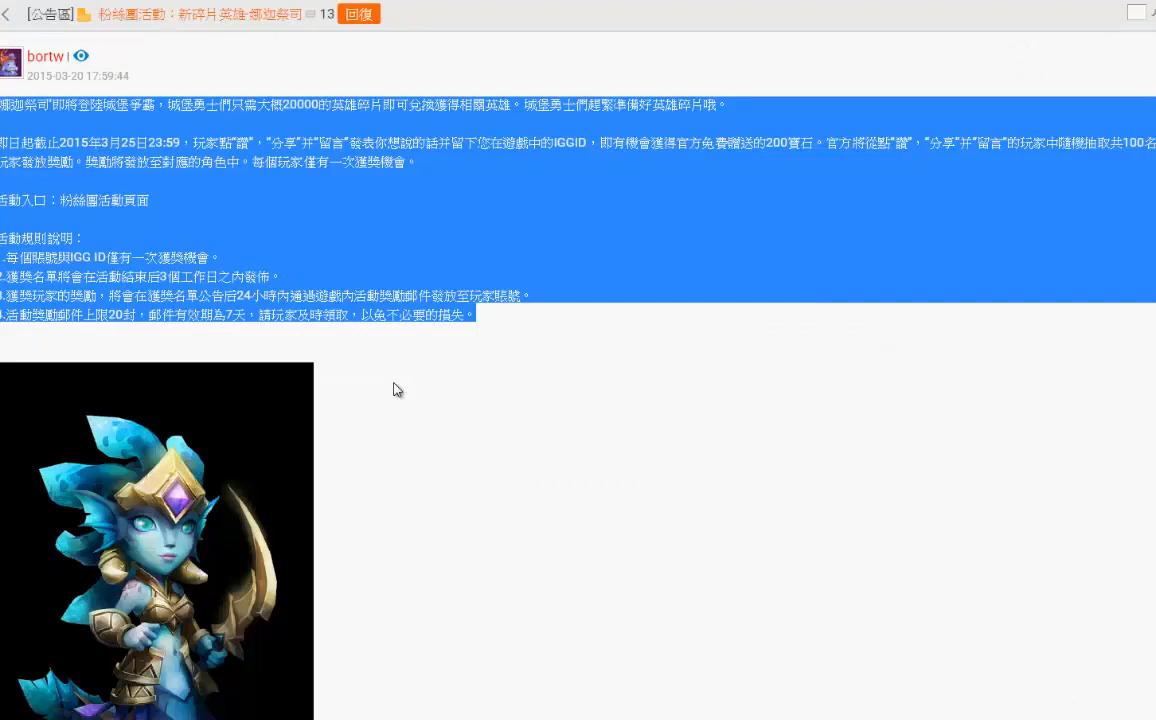 [公告區] 粉絲團活動：新碎片英雄-娜迦祭司 13 回復
bortw |
2015-03-20 17:59:44
娜迦祭司"即將登陸城堡爭霸，城堡勇士們只需大概20000的英雄碎片即可兌換獲得相關英雄。城堡勇士們趕緊準備好英雄碎片哦。
即日起截止2015年3月25日23:59，玩家點"讚"，"分享"并"留言"發表你想說的話并留下您在遊戲中的IGGID，即有機會獲得官方免費贈送的200寶石。官方將從點"讚"，"分享"并"留言"的玩家中隨機抽取共100名
玩家發放獎勵。獎勵將發放至對應的角色中。每個玩家僅有一次獲獎機會。
活動入口：粉絲團活動頁面
活動規則說明：
1.每個賬號與IGG ID僅有一次獲獎機會。
2.獲獎名單將會在活動結束后3個工作日之內發佈。
3.獲獎玩家的獎勵，將會在獲獎名單公告后24小時內通過遊戲內活動獎勵郵件發放至玩家賬號。
4.活動獎勵郵件上限20封，郵件有效期為7天，請玩家及時領取，以免不必要的損失。